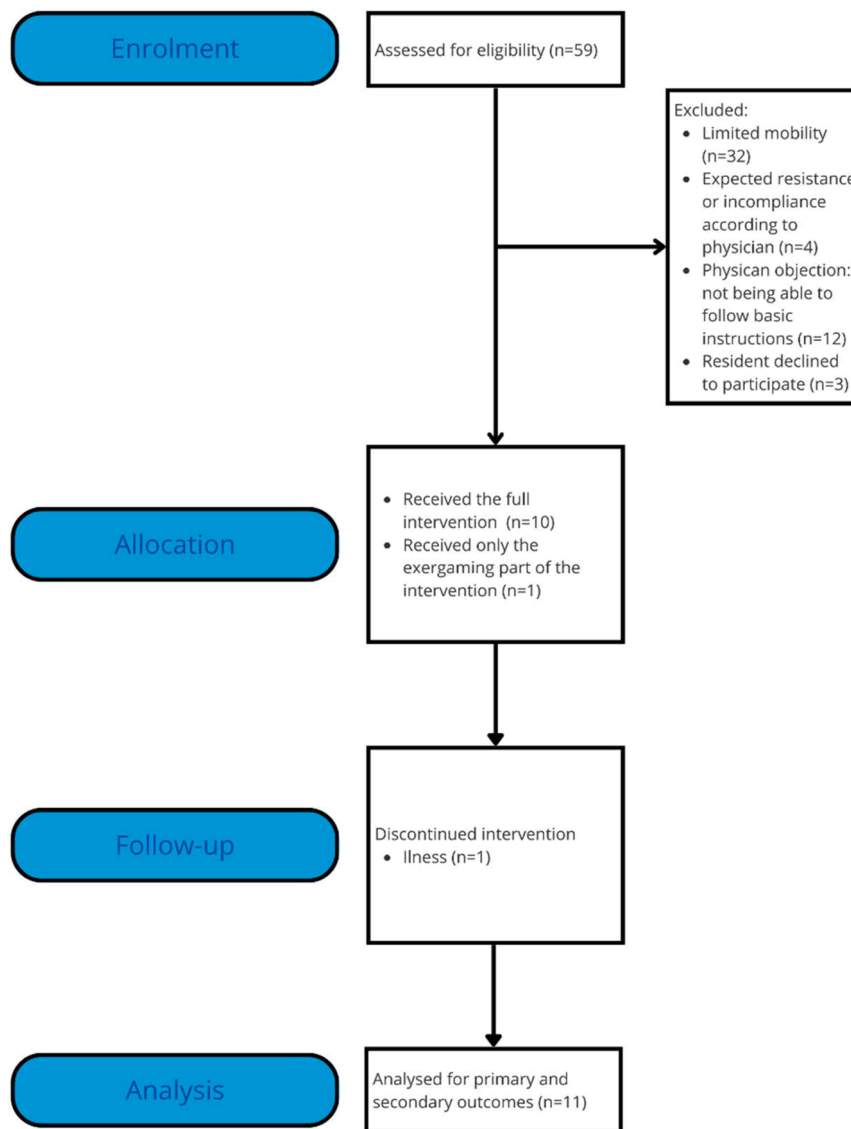 Enrolment
Assessed for eligibility (n=59)
Excluded:
• Limited mobility
(n=32)
• Expected resistance
or incompliance
according to
physician (n=4)
• Physican objection:
not being able to
follow basic
instructions (n=12)
• Resident declined
to participate (n=3)
Allocation
• Received the full
intervention (n=10)
• Received only the
exergaming part of the
intervention (n=1)
Follow-up
Discontinued intervention
• Ilness (n=1)
Analysis
Analysed for primary and
secondary outcomes (n=11)